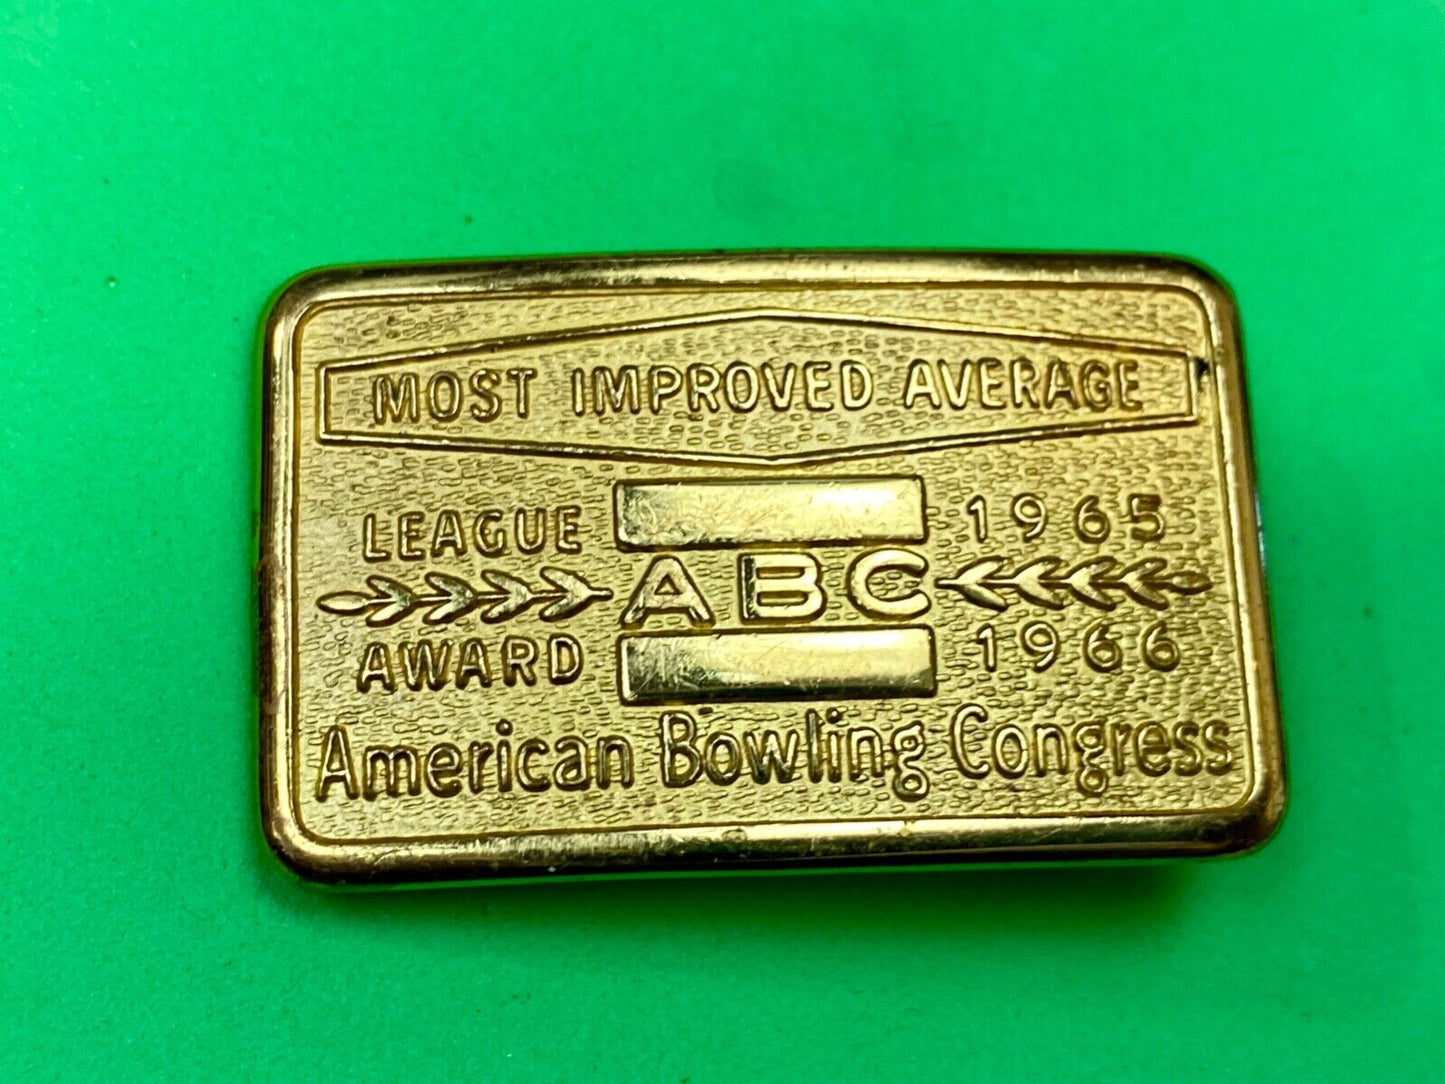 MOST IMPROVED AVERAGE
LEAGUE 1965
ABC
AWARD 1966
American Bowling Congress